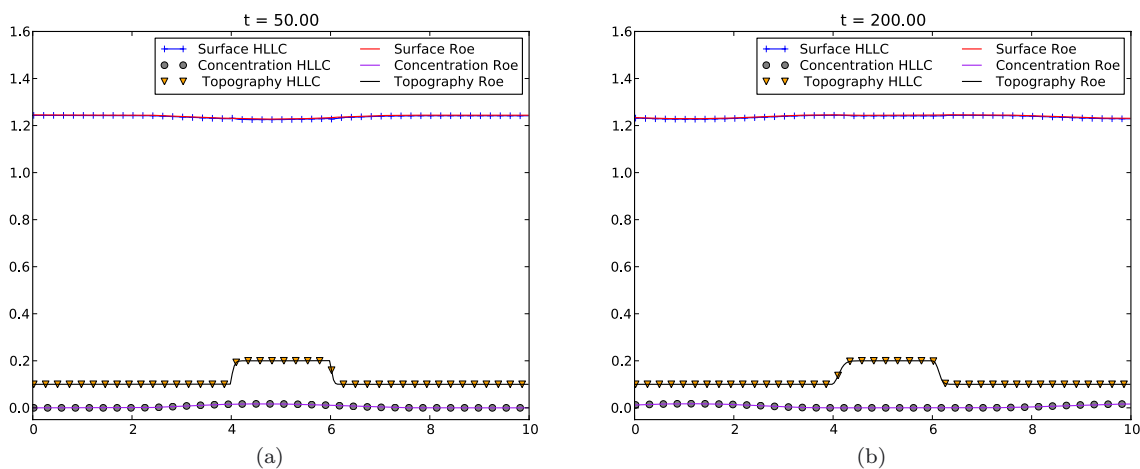 t = 50.00
1.6
1.4
1.2
1.0
0.8
0.6
0.4
0.2
0.0
0
2
4
6
8
10
Surface HLLC
Concentration HLLC
Topography HLLC
Surface Roe
Concentration Roe
Topography Roe
(a)
t = 200.00
1.6
1.4
1.2
1.0
0.8
0.6
0.4
0.2
0.0
0
2
4
6
8
10
Surface HLLC
Concentration HLLC
Topography HLLC
Surface Roe
Concentration Roe
Topography Roe
(b)